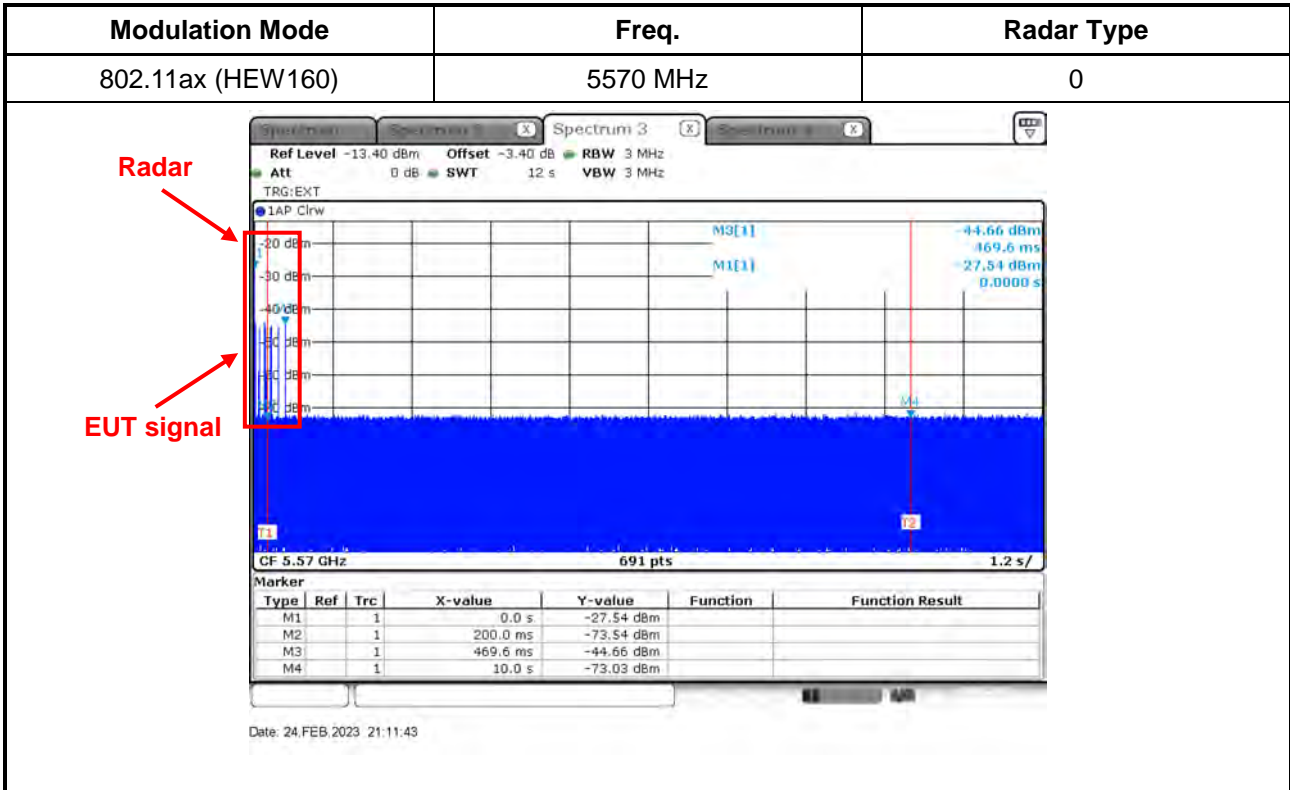 Modulation Mode Freq. Radar Type
802.11ax (HEW160) 5570 MHz 0
Spectrum 3
Ref Level -13.40 dBm Offset -3.40 dB RBW 3 MHz
Radar
Att 0 dB SWT 12 s VBW 3 MHz
TRG:EXT
1AP Clrw
M3[1] -44.66 dBm
-20 dBm 469.6 ms
M1[1] -27.54 dBm
-30 dBm 0.0000 s
M4
EUT signal
T1 T2
CF 5.57 GHz 691 pts 1.2 s/
Marker
Type Ref Trc X-value Y-value Function Function Result
M1 1 0.0 s -27.54 dBm
M2 1 200.0 ms -73.54 dBm
M3 1 469.6 ms -44.66 dBm
M4 1 10.0 s -73.03 dBm
Date: 24.FEB.2023 21:11:43